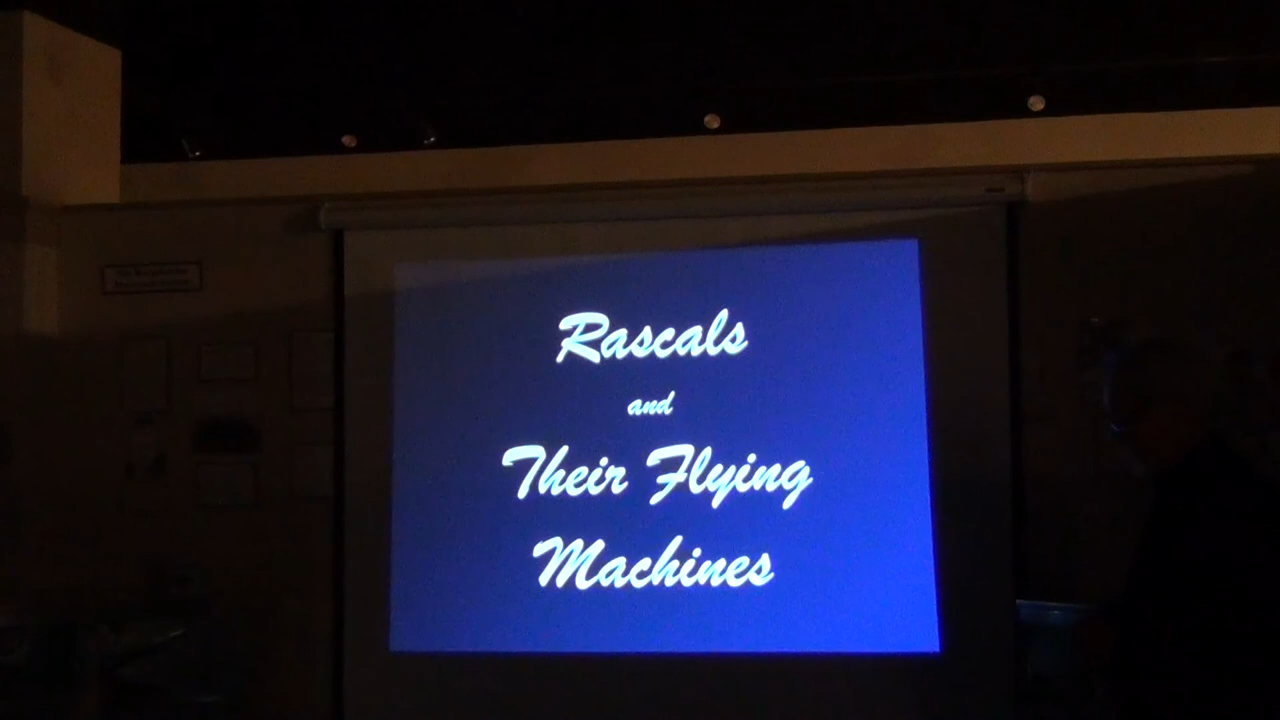 Rascals
and
Their Flying
Machines